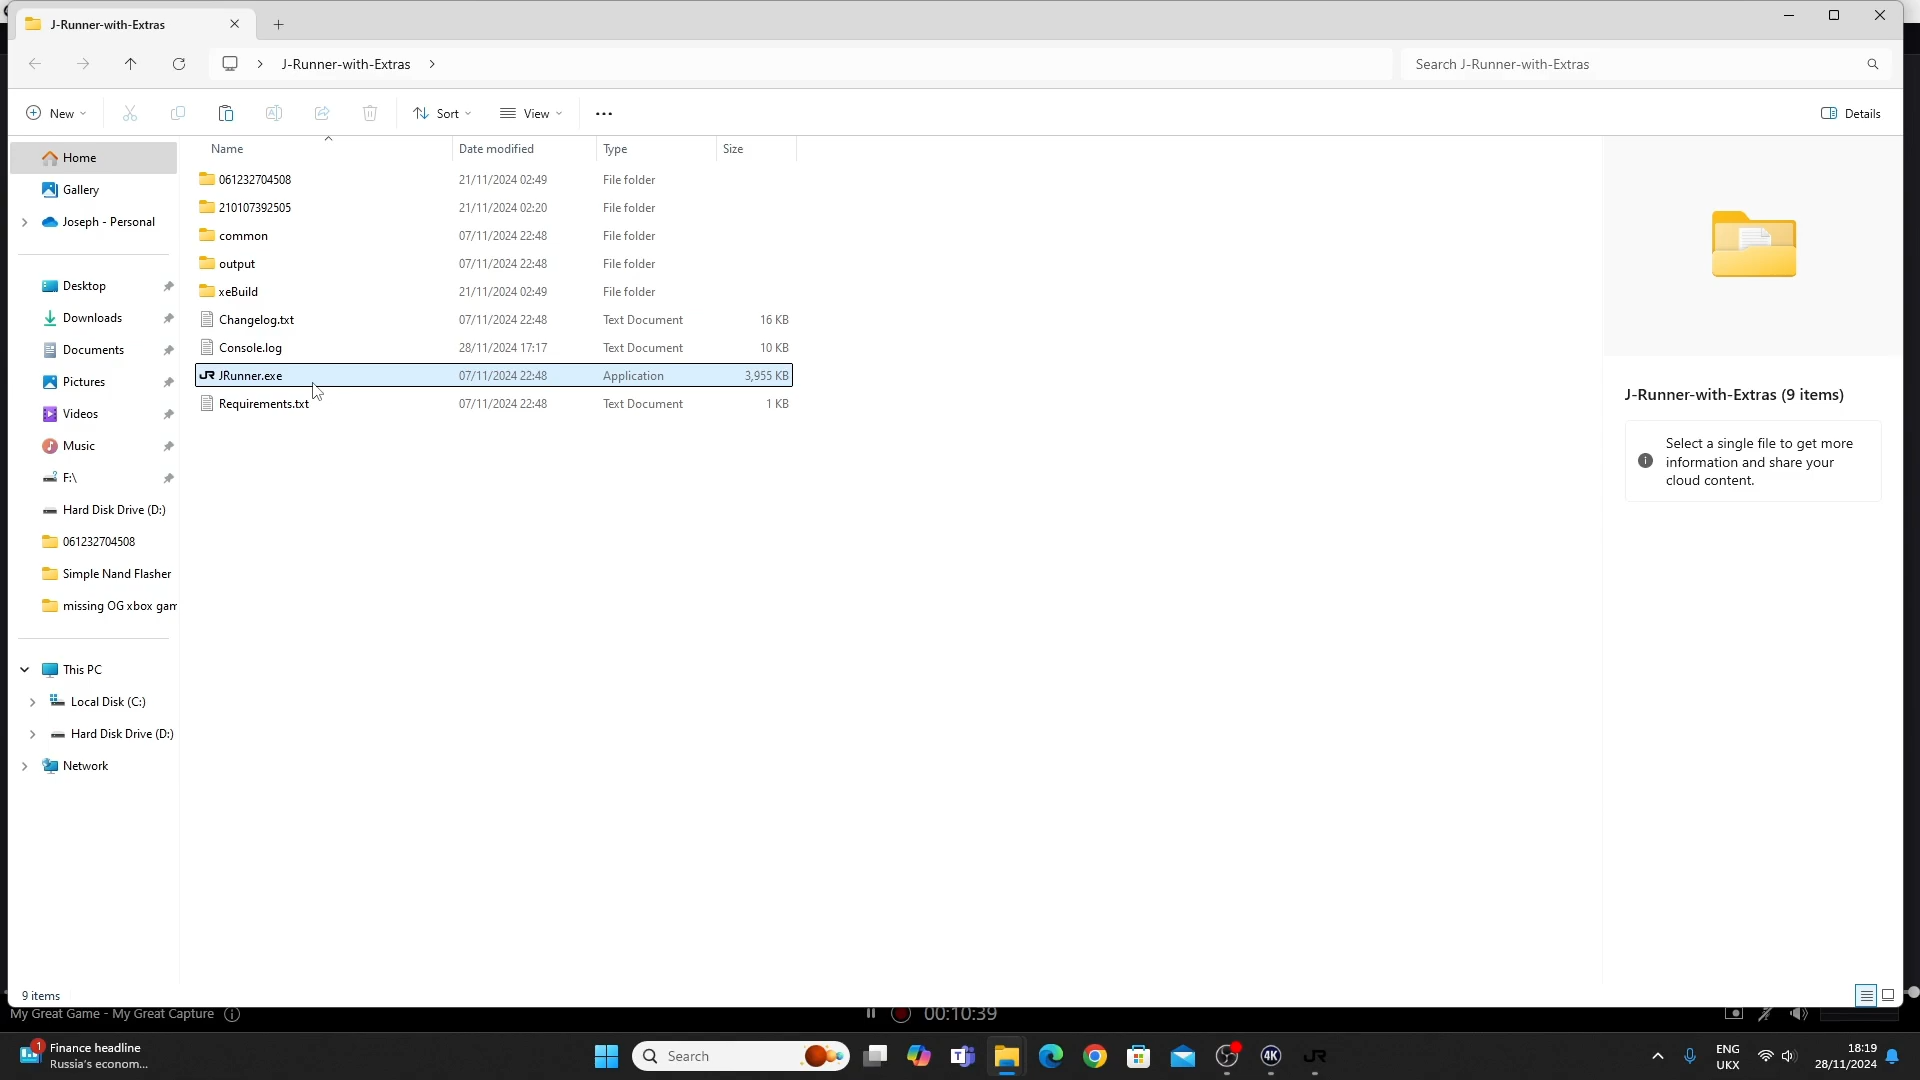 J-Runner-with-Extras
J-Runner-with-Extras
Search J-Runner-with-Extras
New
Sort
View
Details
Home
Gallery
Joseph - Personal
Desktop
Downloads
Documents
Pictures
Videos
Music
F:\
Hard Disk Drive (D:)
061232704508
Simple Nand Flasher
missing OG xbox gam
This PC
Local Disk (C:)
Hard Disk Drive (D:)
Network
Name Date modified Type Size
061232704508 21/11/2024 02:49 File folder
210107392505 21/11/2024 02:20 File folder
common 07/11/2024 22:48 File folder
output 07/11/2024 22:48 File folder
xeBuild 21/11/2024 02:49 File folder
Changelog.txt 07/11/2024 22:48 Text Document 16 KB
Console.log 28/11/2024 17:17 Text Document 10 KB
JR JRunner.exe 07/11/2024 22:48 Application 3,955 KB
Requirements.txt 07/11/2024 22:48 Text Document 1 KB
J-Runner-with-Extras (9 items)
Select a single file to get more
information and share your
cloud content.
9 items
My Great Game - My Great Capture
00:10:39
1
Finance headline
Russia's econom...
Search
4K
JR
ENG
UKX
18:19
28/11/2024